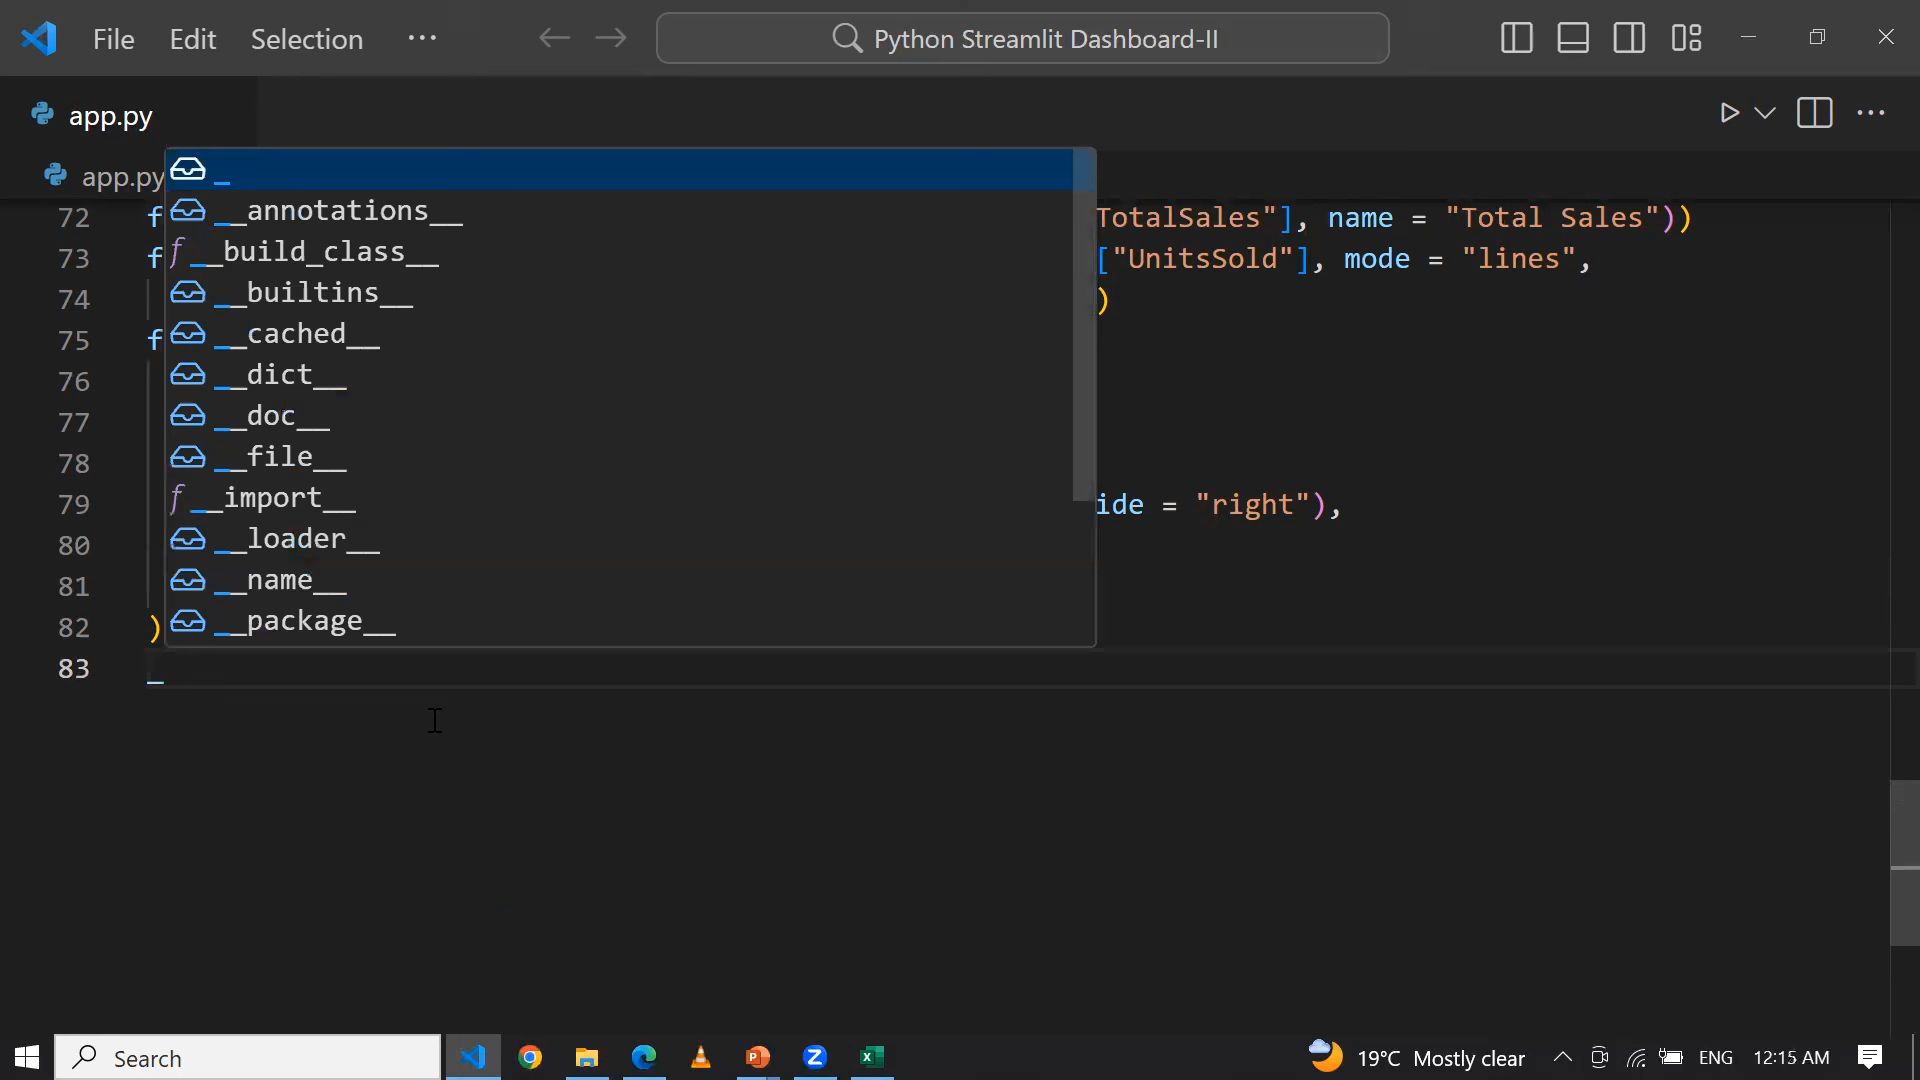 File Edit Selection ··· Python Streamlit Dashboard-II
app.py
app.py
_
__annotations__
__build_class__
__builtins__
__cached__
__dict__
__doc__
__file__
__import__
__loader__
__name__
__package__
72 f TotalSales"], name = "Total Sales"))
73 f ["UnitsSold"], mode = "lines",
74 )
75 f
76
77
78
79 ide = "right"),
80
81
82 )
83 _
Search 19°C Mostly clear ENG 12:15 AM